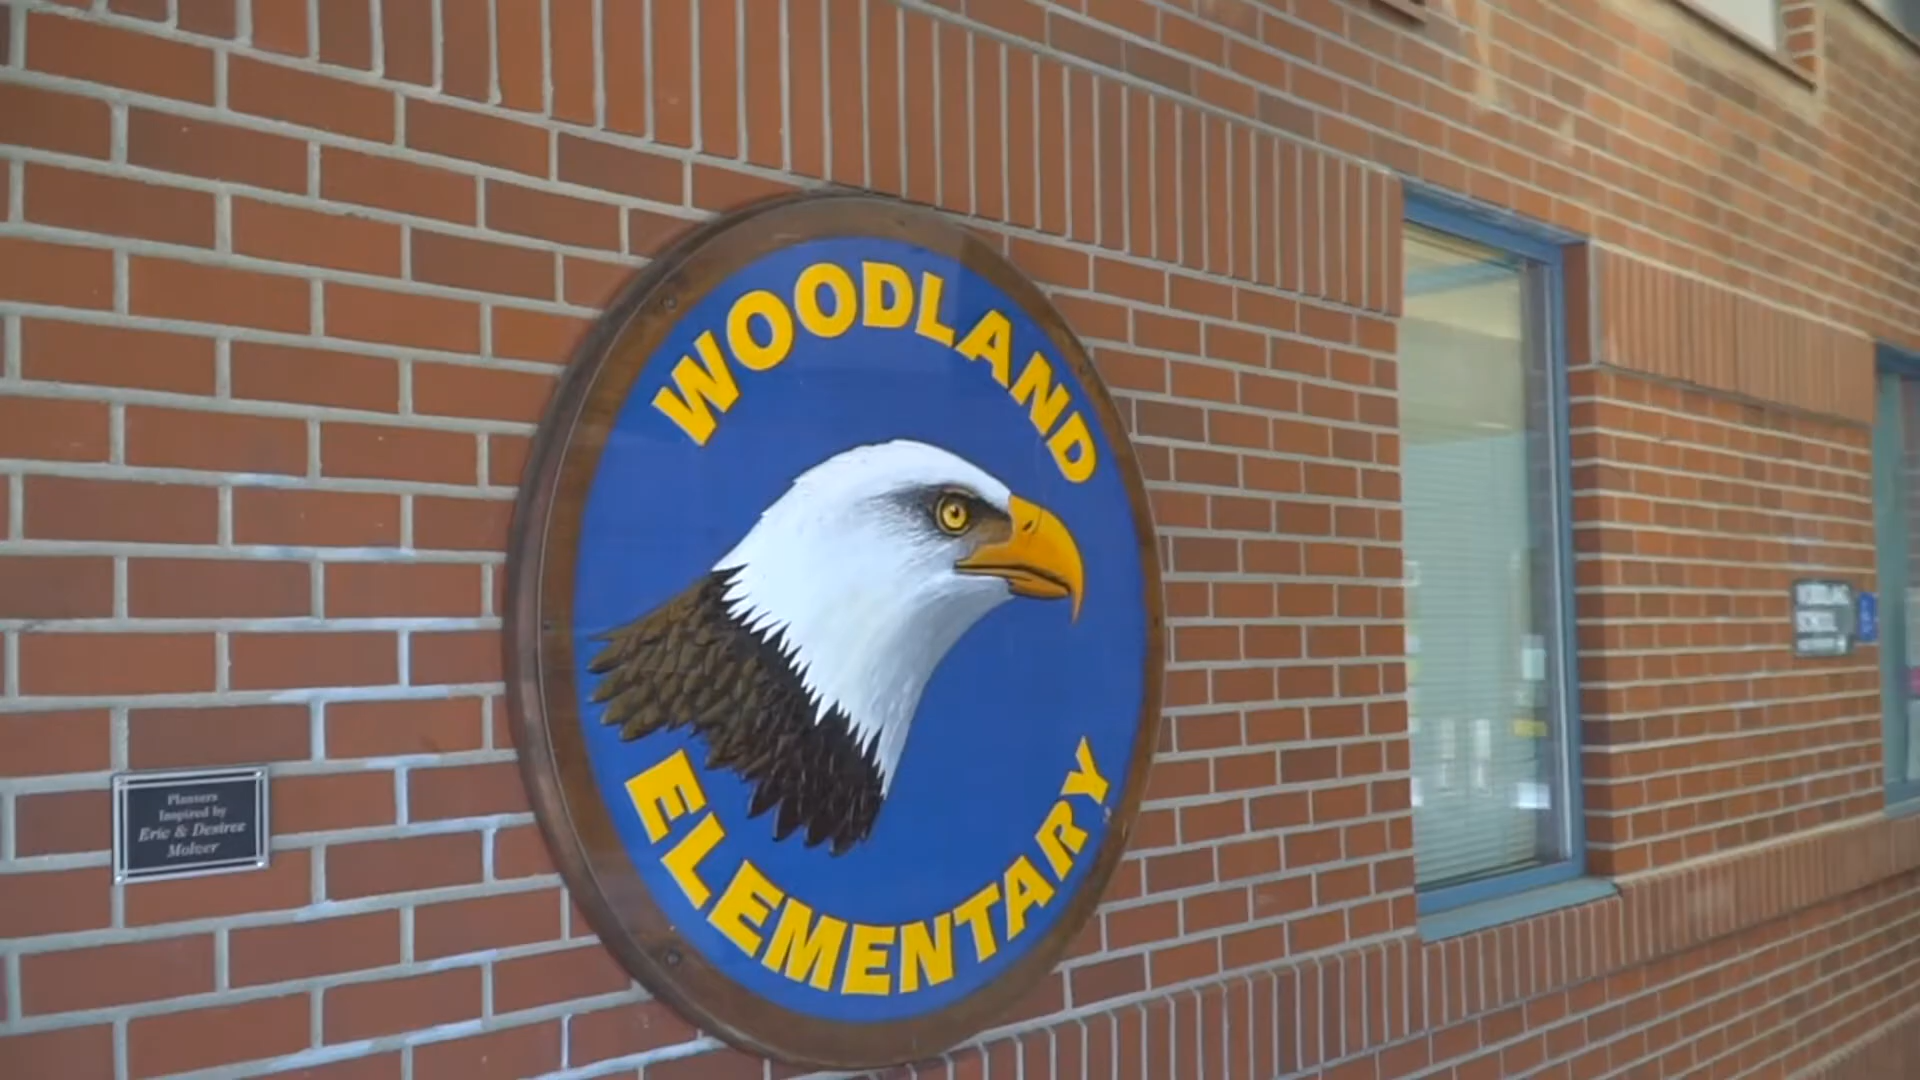 WOODLAND
ELEMENTARY
Planters
Inspired by
Eric & Desiree
Molver